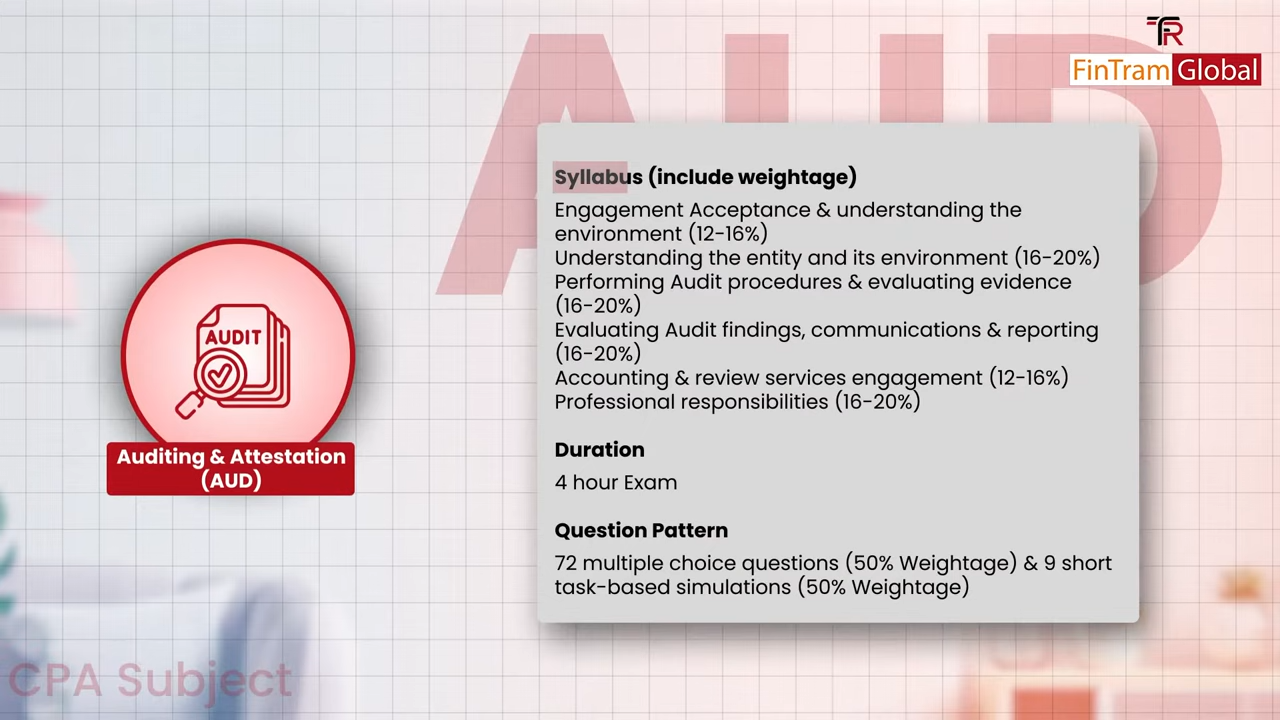 AUD
TR
FinTram Global
Syllabus (include weightage)
Engagement Acceptance & understanding the
environment (12-16%)
Understanding the entity and its environment (16-20%)
Performing Audit procedures & evaluating evidence
(16-20%)
Evaluating Audit findings, communications & reporting
(16-20%)
Accounting & review services engagement (12-16%)
Professional responsibilities (16-20%)
Duration
4 hour Exam
Question Pattern
72 multiple choice questions (50% Weightage) & 9 short
task-based simulations (50% Weightage)
AUDIT
Auditing & Attestation
(AUD)
CPA Subject